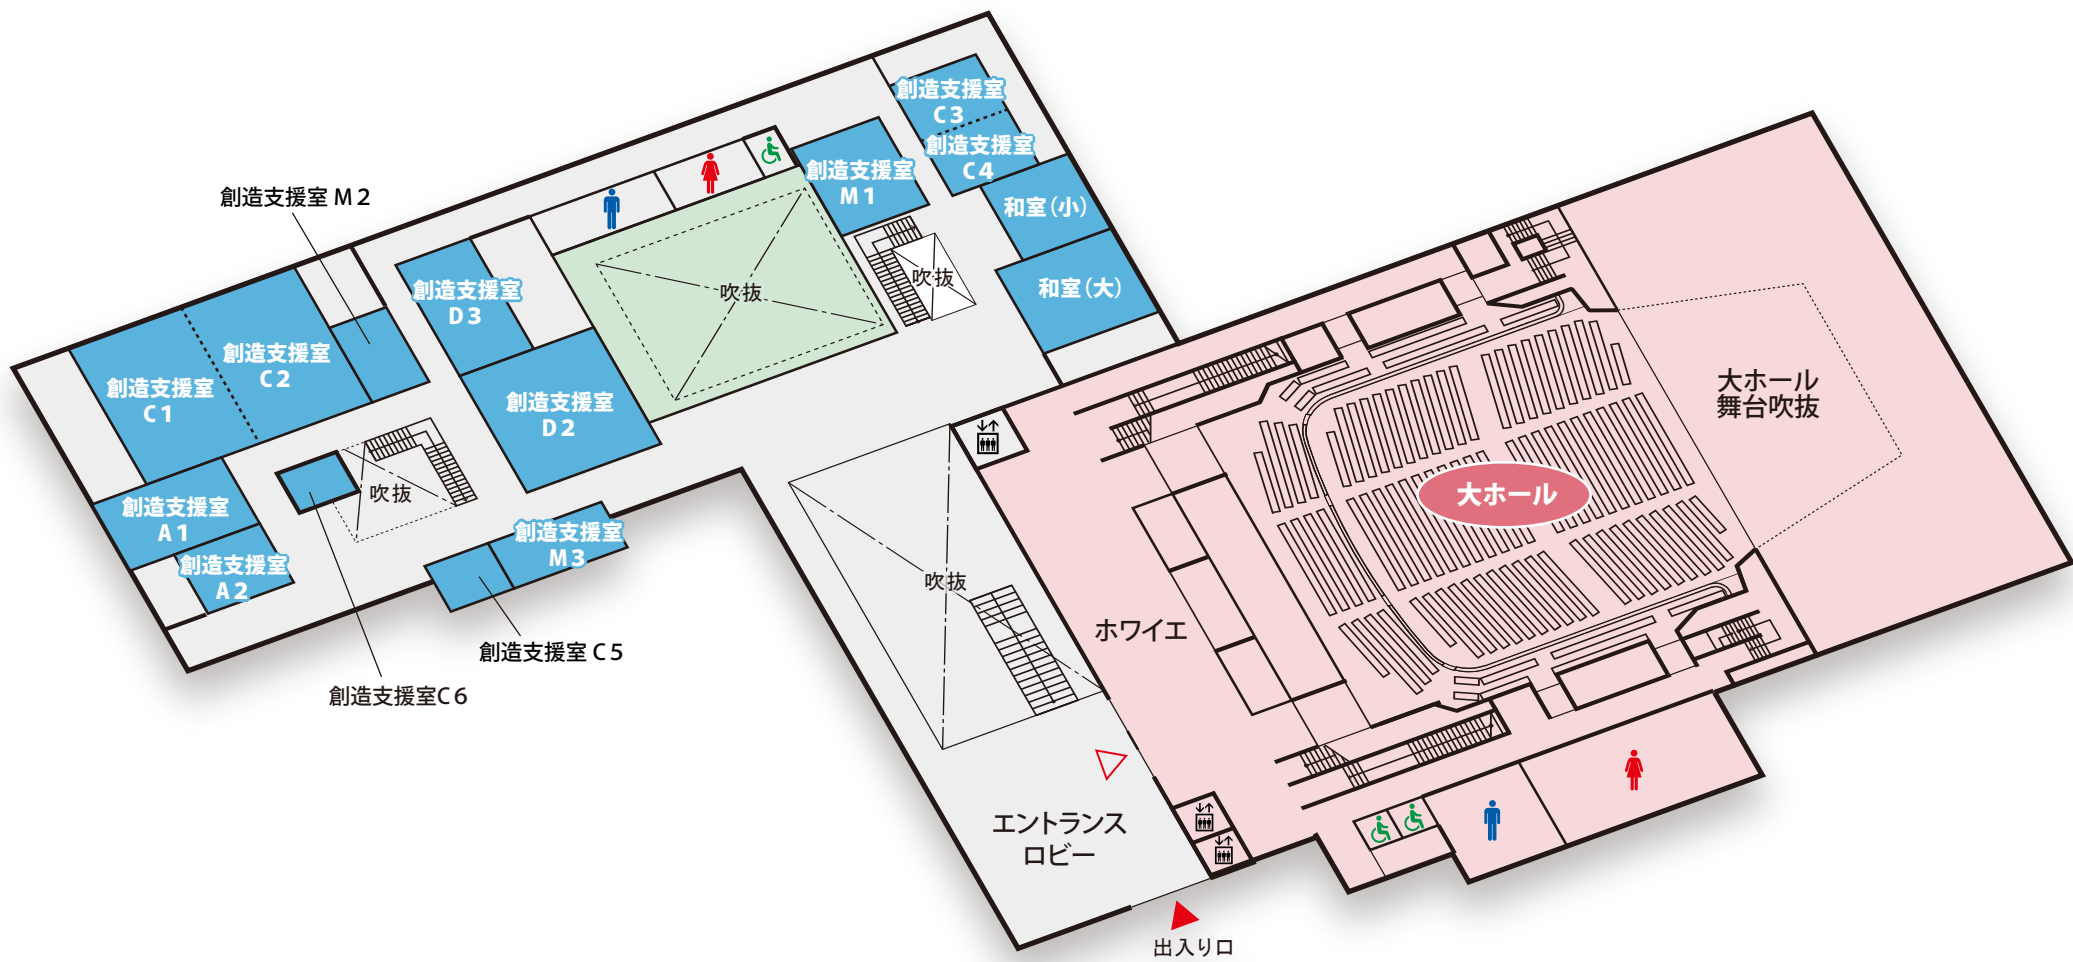 創造支援室
C3
創造支援室
C4
創造支援室
M1
創造支援室 M2
和室(小)
吹抜
吹抜
和室(大)
創造支援室
D3
創造支援室
C2
創造支援室
C1
創造支援室
D2
大ホール
舞台吹抜
吹抜
大ホール
創造支援室
A1
創造支援室
M3
創造支援室
A2
吹抜
ホワイエ
創造支援室 C5
創造支援室C6
エントランス
ロビー
出入り口